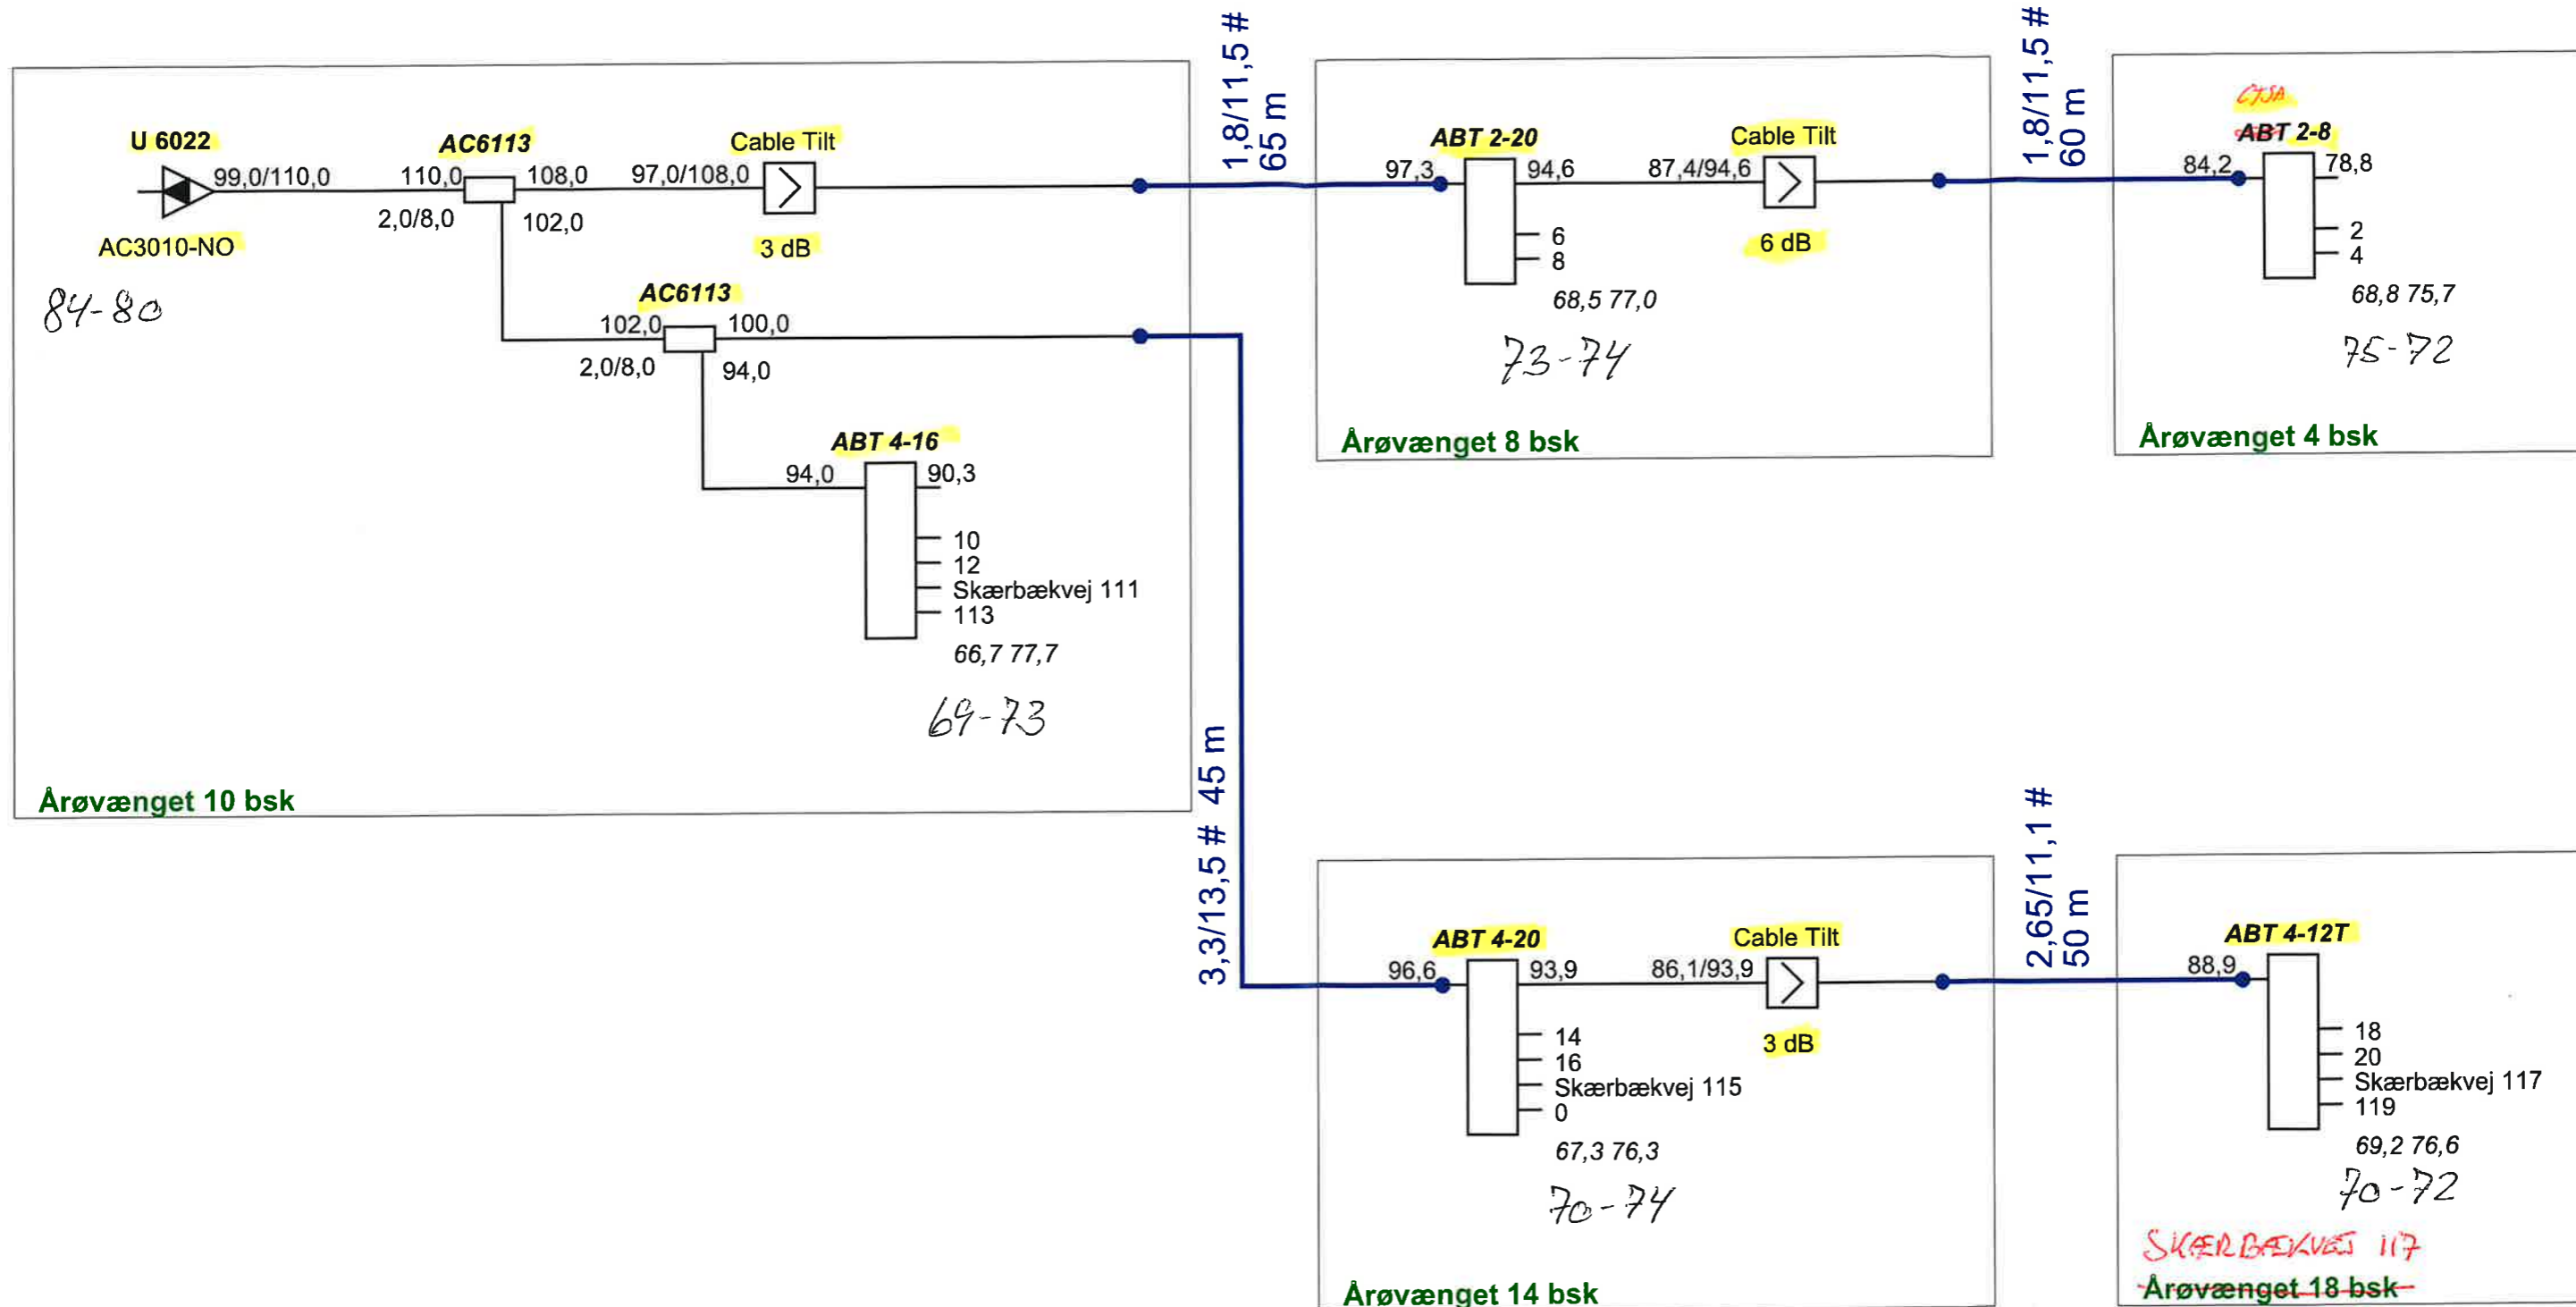 U 6022
99,0/110,0
AC3010-NO
84-80
AC6113
110,0
108,0
2,0/8,0
102,0
97,0/108,0
Cable Tilt
3 dB
AC6113
102,0
100,0
2,0/8,0
94,0
ABT 4-16
94,0
90,3
10
12
Skærbækvej 111
113
66,7 77,7
69-73
Årøvænget 10 bsk
1,8/11,5 #
65 m
ABT 2-20
97,3
94,6
6
8
68,5 77,0
73-74
87,4/94,6
Cable Tilt
6 dB
Årøvænget 8 bsk
1,8/11,5 #
60 m
CTSA
ABT 2-8
84,2
78,8
2
4
68,8 75,7
75-72
Årøvænget 4 bsk
3,3/13,5 # 45 m
ABT 4-20
96,6
93,9
14
16
Skærbækvej 115
0
67,3 76,3
70-74
86,1/93,9
Cable Tilt
3 dB
Årøvænget 14 bsk
2,65/11,1 #
50 m
ABT 4-12T
88,9
18
20
Skærbækvej 117
119
69,2 76,6
70-72
SKÆRBÆKVEJ 117
Årøvænget 18 bsk